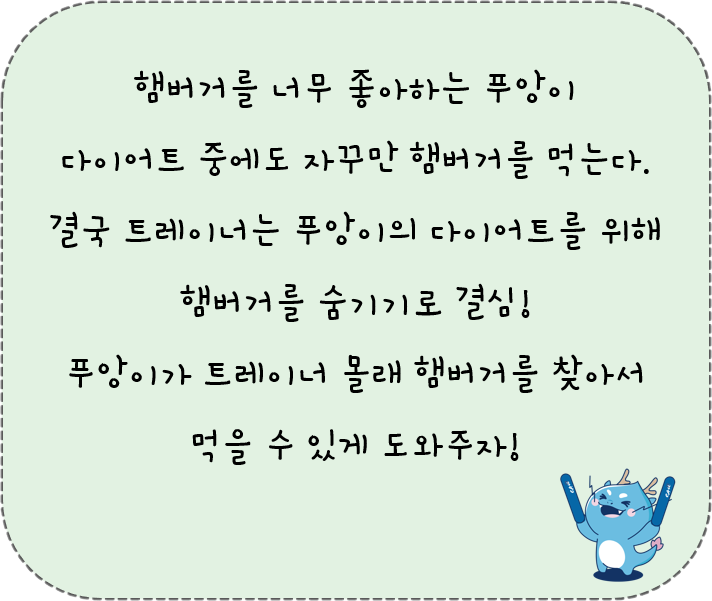 햄버거를 너무 좋아하는 푸앙이
다이어트 중에도 자꾸만 햄버거를 먹는다.
결국 트레이너는 푸앙이의 다이어트를 위해
햄버거를 숨기기로 결심!
푸앙이가 트레이너 몰래 햄버거를 찾아서
먹을 수 있게 도와주자!